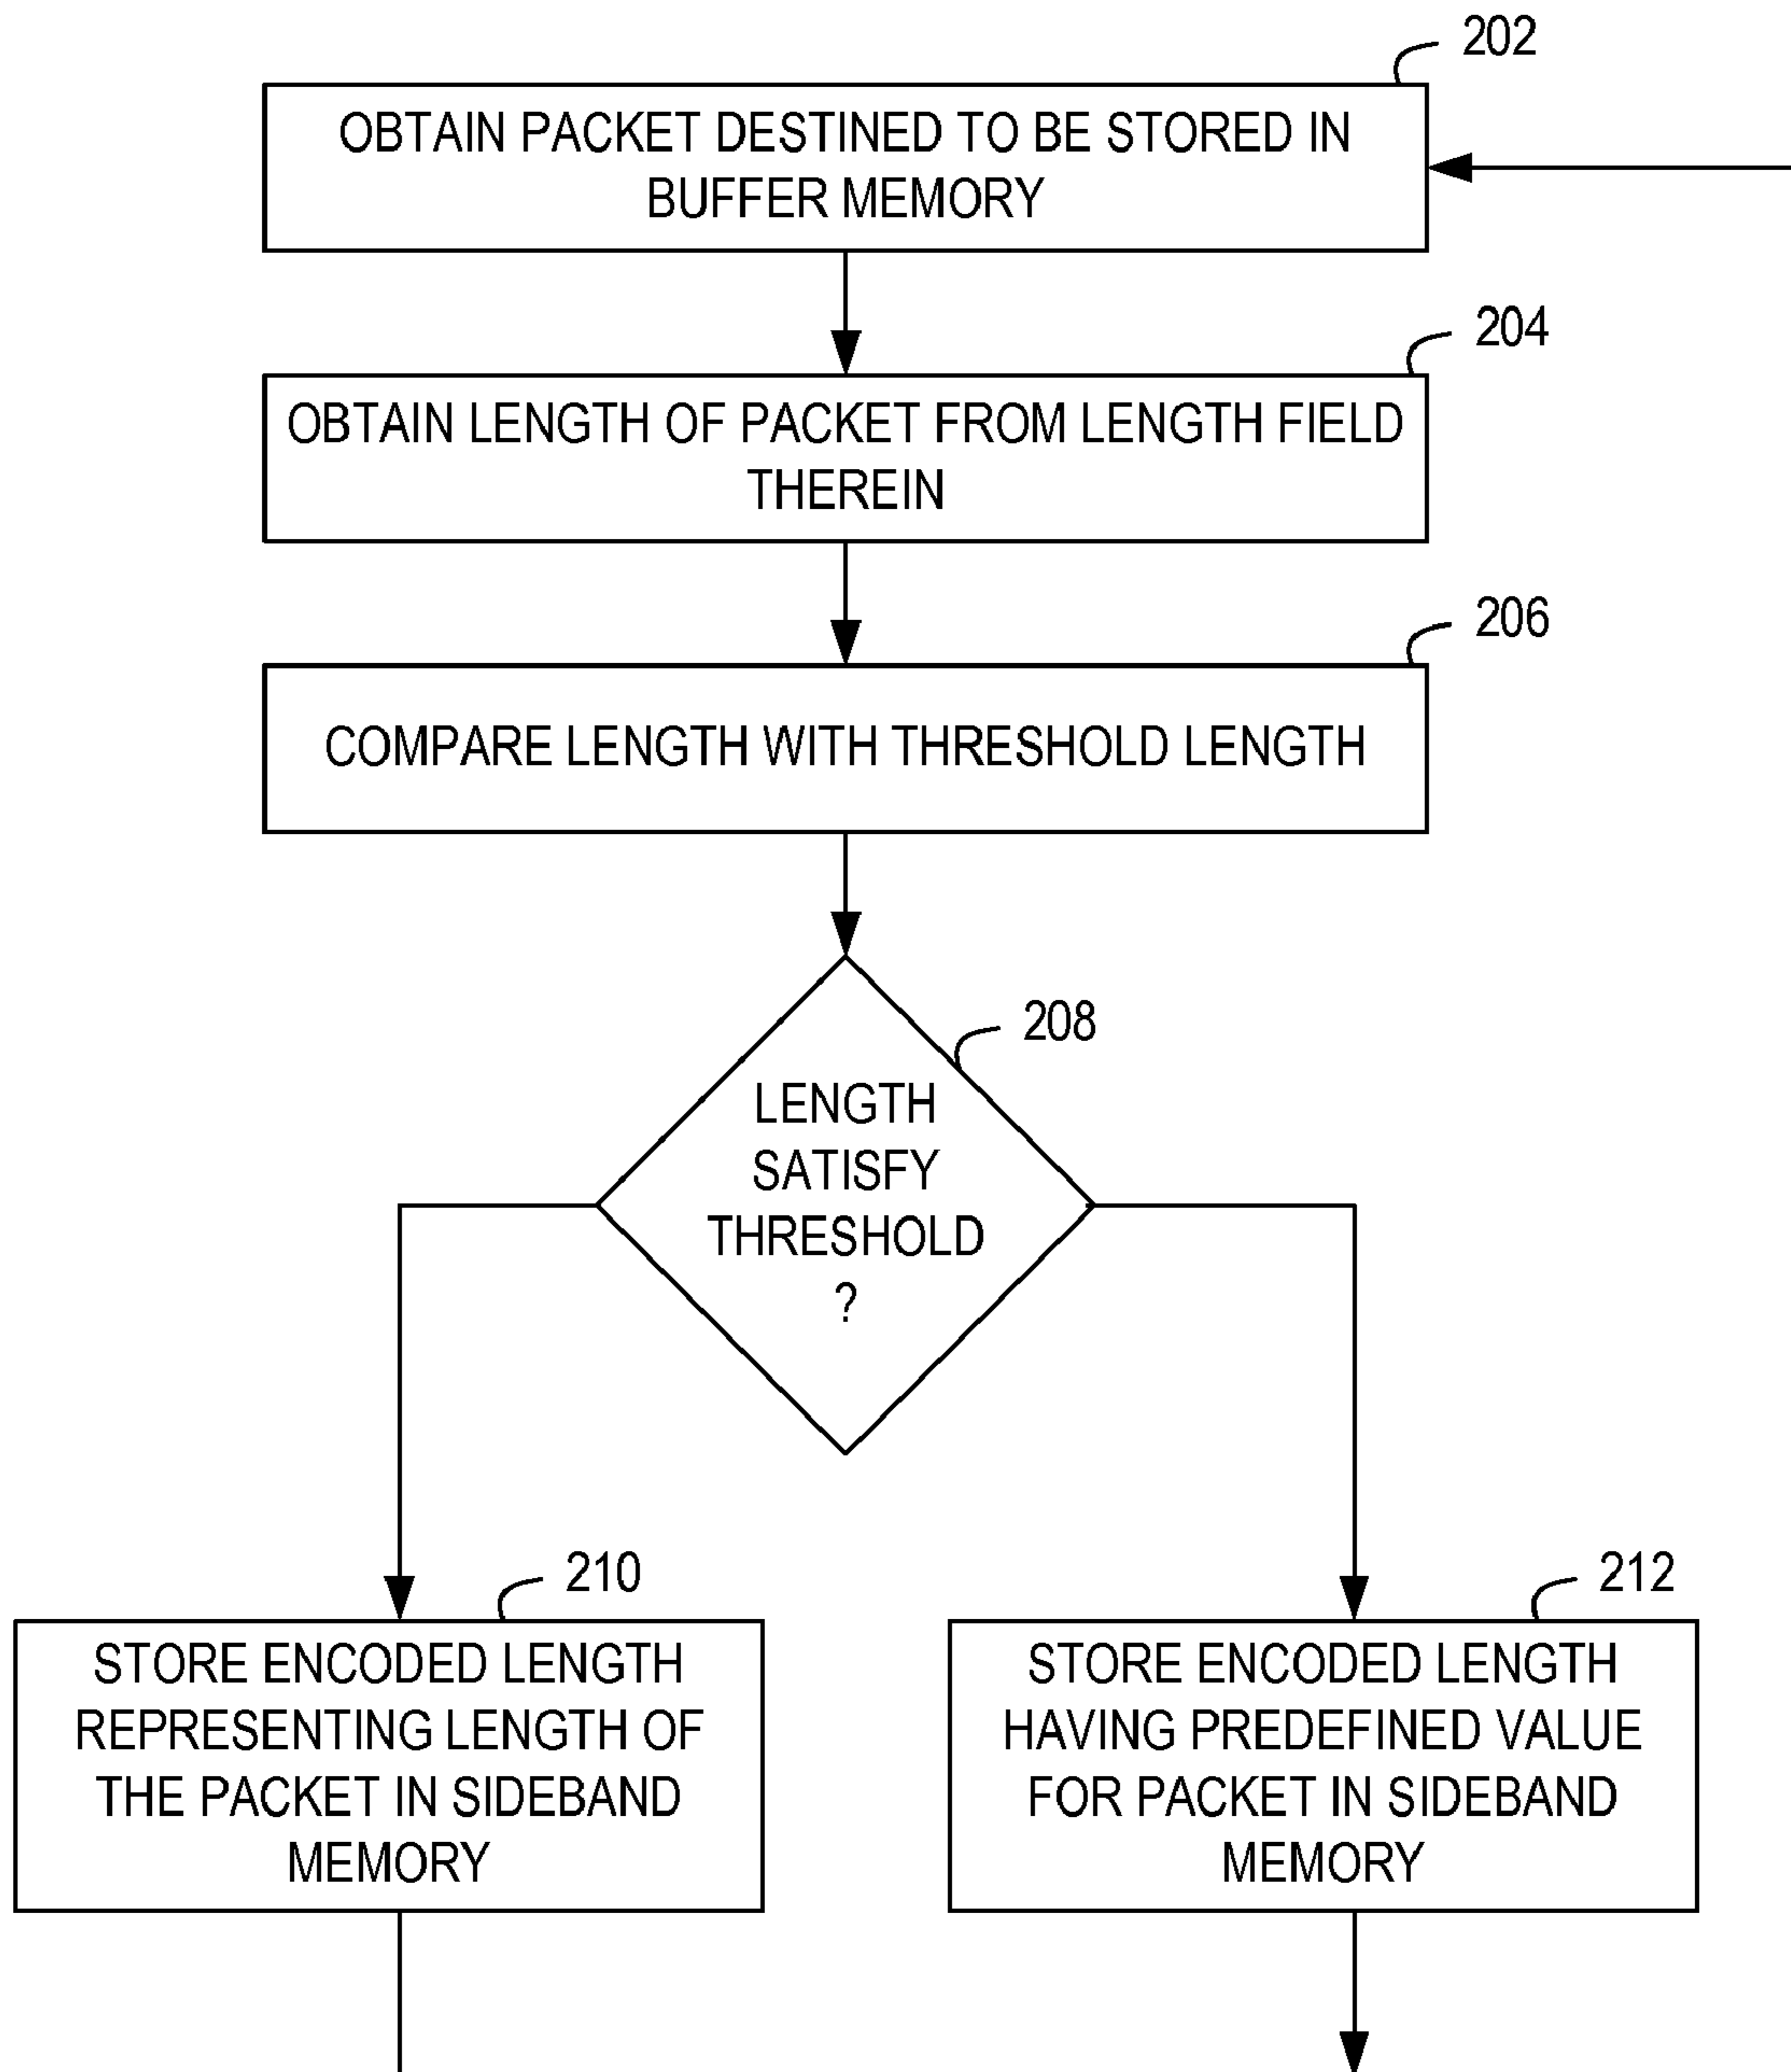 202
OBTAIN PACKET DESTINED TO BE STORED IN
BUFFER MEMORY
204
OBTAIN LENGTH OF PACKET FROM LENGTH FIELD
THEREIN
206
COMPARE LENGTH WITH THRESHOLD LENGTH
208
LENGTH
SATISFY
THRESHOLD
?
210
STORE ENCODED LENGTH
REPRESENTING LENGTH OF
THE PACKET IN SIDEBAND
MEMORY
212
STORE ENCODED LENGTH
HAVING PREDEFINED VALUE
FOR PACKET IN SIDEBAND
MEMORY